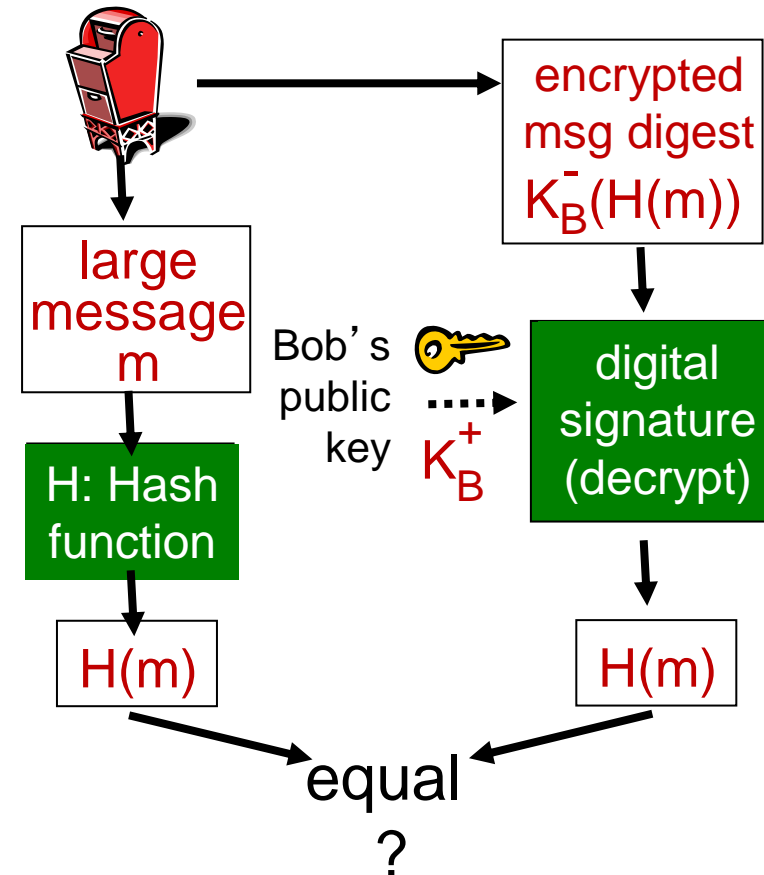 encrypted
msg digest
K_B^-(H(m))
large
message
m
Bob's
public
key
K_B^+
digital
signature
(decrypt)
H: Hash
function
H(m)
H(m)
equal
?